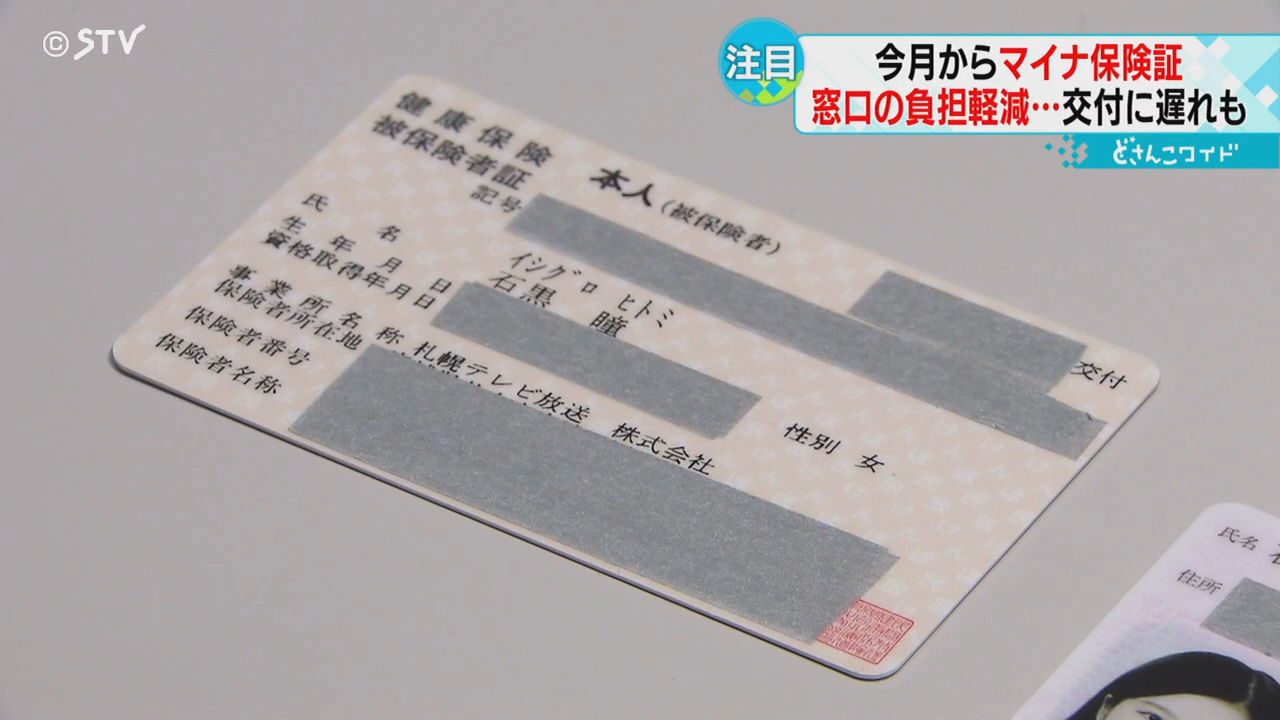 © STV
注目
今月からマイナ保険証
窓口の負担軽減…交付に遅れも
どさんこワイド
健康保険
被保険者証
本人(被保険者)
記号
交付
氏名
イシグロ ヒトミ
石黒 瞳
生年月日
性別 女
資格取得年月日
事業所名称 札幌テレビ放送 株式会社
保険者所在地
保険者番号
保険者名称
氏名
住所